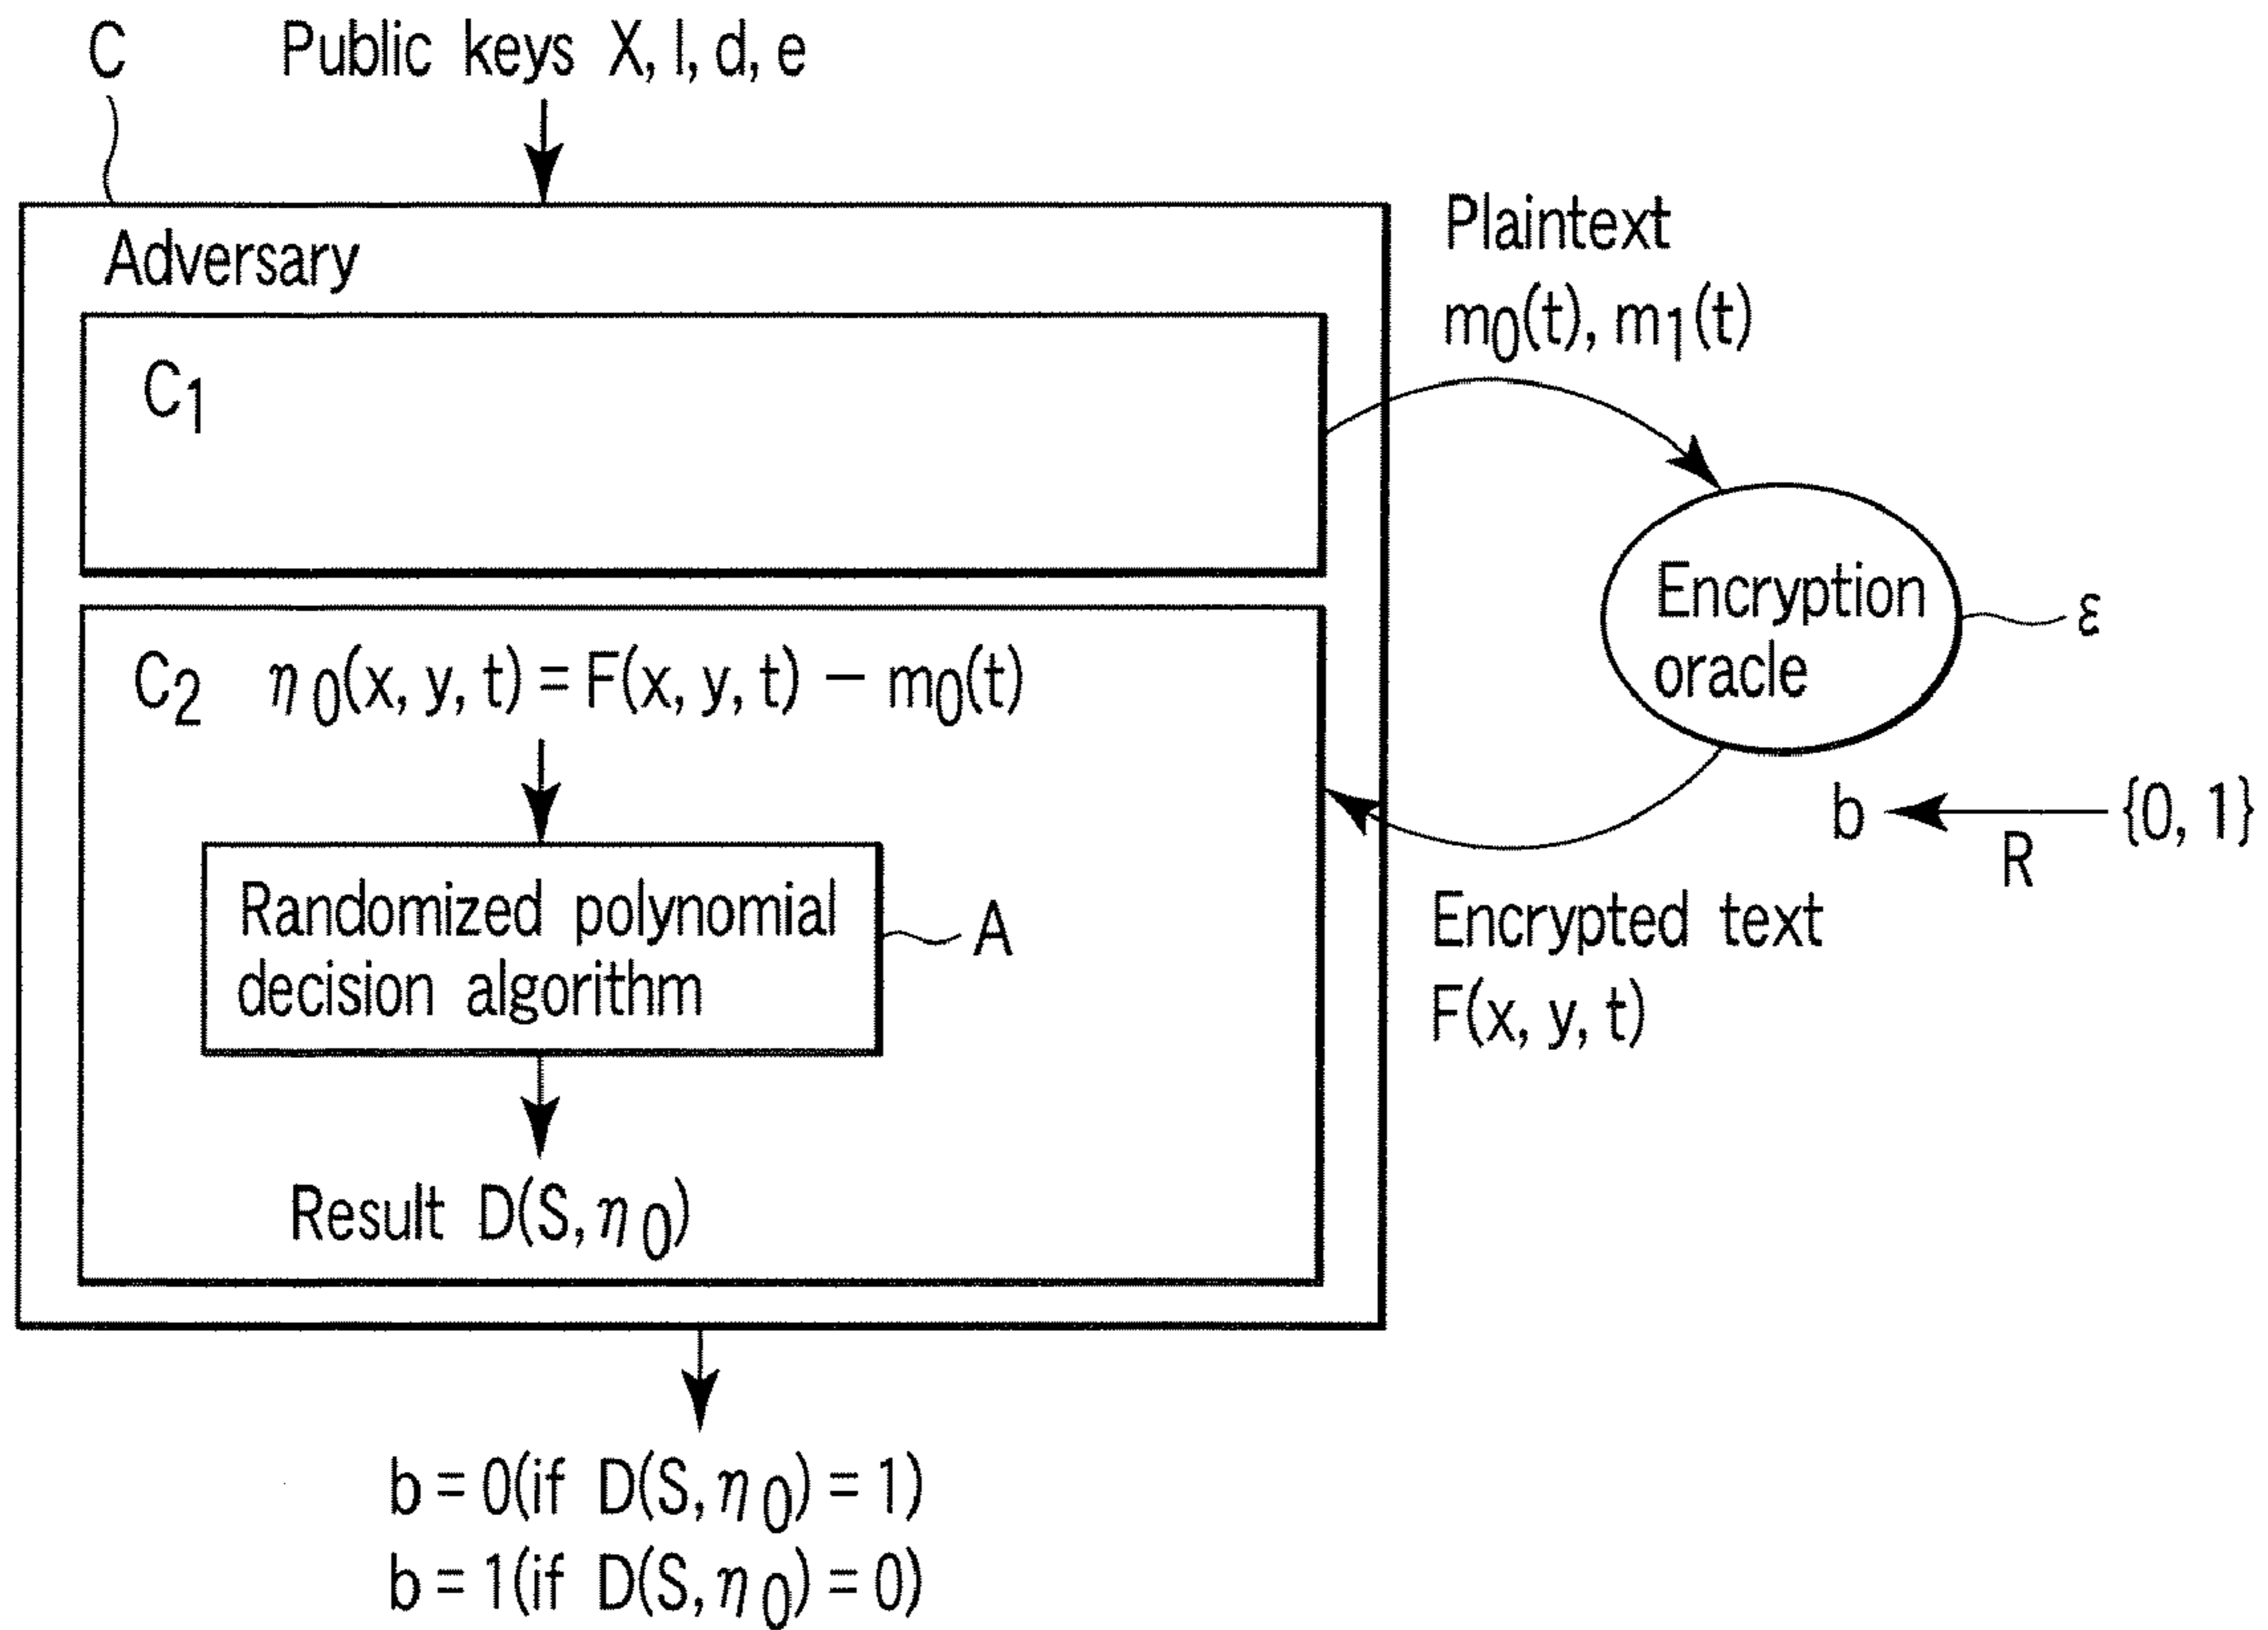 C
Public keys X, l, d, e
Adversary
C1
Plaintext
m0(t), m1(t)
Encryption
oracle
ε
b ← {0, 1}
R
C2 η0(x, y, t) = F(x, y, t) − m0(t)
Randomized polynomial
decision algorithm
A
Encrypted text
F(x, y, t)
Result D(S, η0)
b = 0(if D(S, η0) = 1)
b = 1(if D(S, η0) = 0)